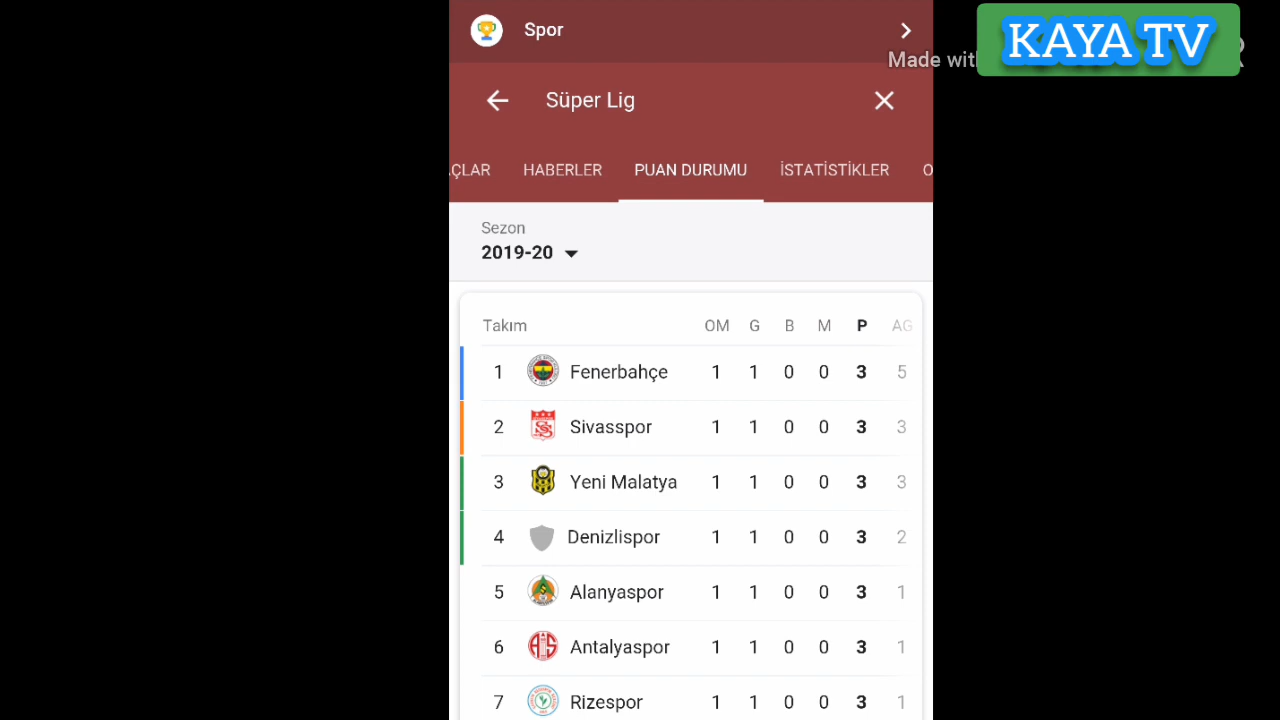 Spor
KAYA TV
Made wit
Süper Lig
AÇLAR HABERLER PUAN DURUMU İSTATİSTİKLER O
Sezon
2019-20
Takım OM G B M P AG
1 Fenerbahçe 1 1 0 0 3 5
2 Sivasspor 1 1 0 0 3 3
3 Yeni Malatya 1 1 0 0 3 3
4 Denizlispor 1 1 0 0 3 2
5 Alanyaspor 1 1 0 0 3 1
6 Antalyaspor 1 1 0 0 3 1
7 Rizespor 1 1 0 0 3 1